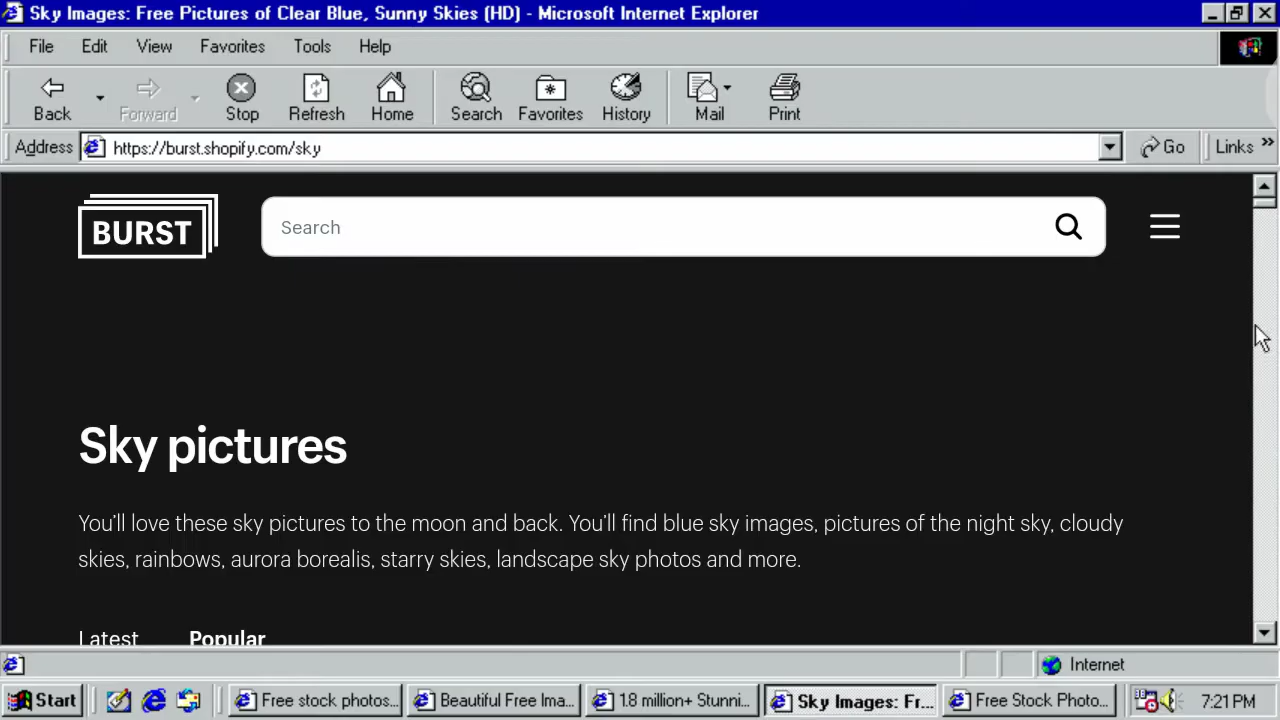 Sky Images: Free Pictures of Clear Blue, Sunny Skies (HD) - Microsoft Internet Explorer
File Edit View Favorites Tools Help
Back Forward Stop Refresh Home Search Favorites History Mail Print
Address https://burst.shopify.com/sky Go Links »
BURST Search
Sky pictures
You'll love these sky pictures to the moon and back. You'll find blue sky images, pictures of the night sky, cloudy
skies, rainbows, aurora borealis, starry skies, landscape sky photos and more.
Latest Popular
Internet
Start Free stock photos... Beautiful Free Ima... 1.8 million+ Stunni... Sky Images: Fr... Free Stock Photo... 7:21 PM